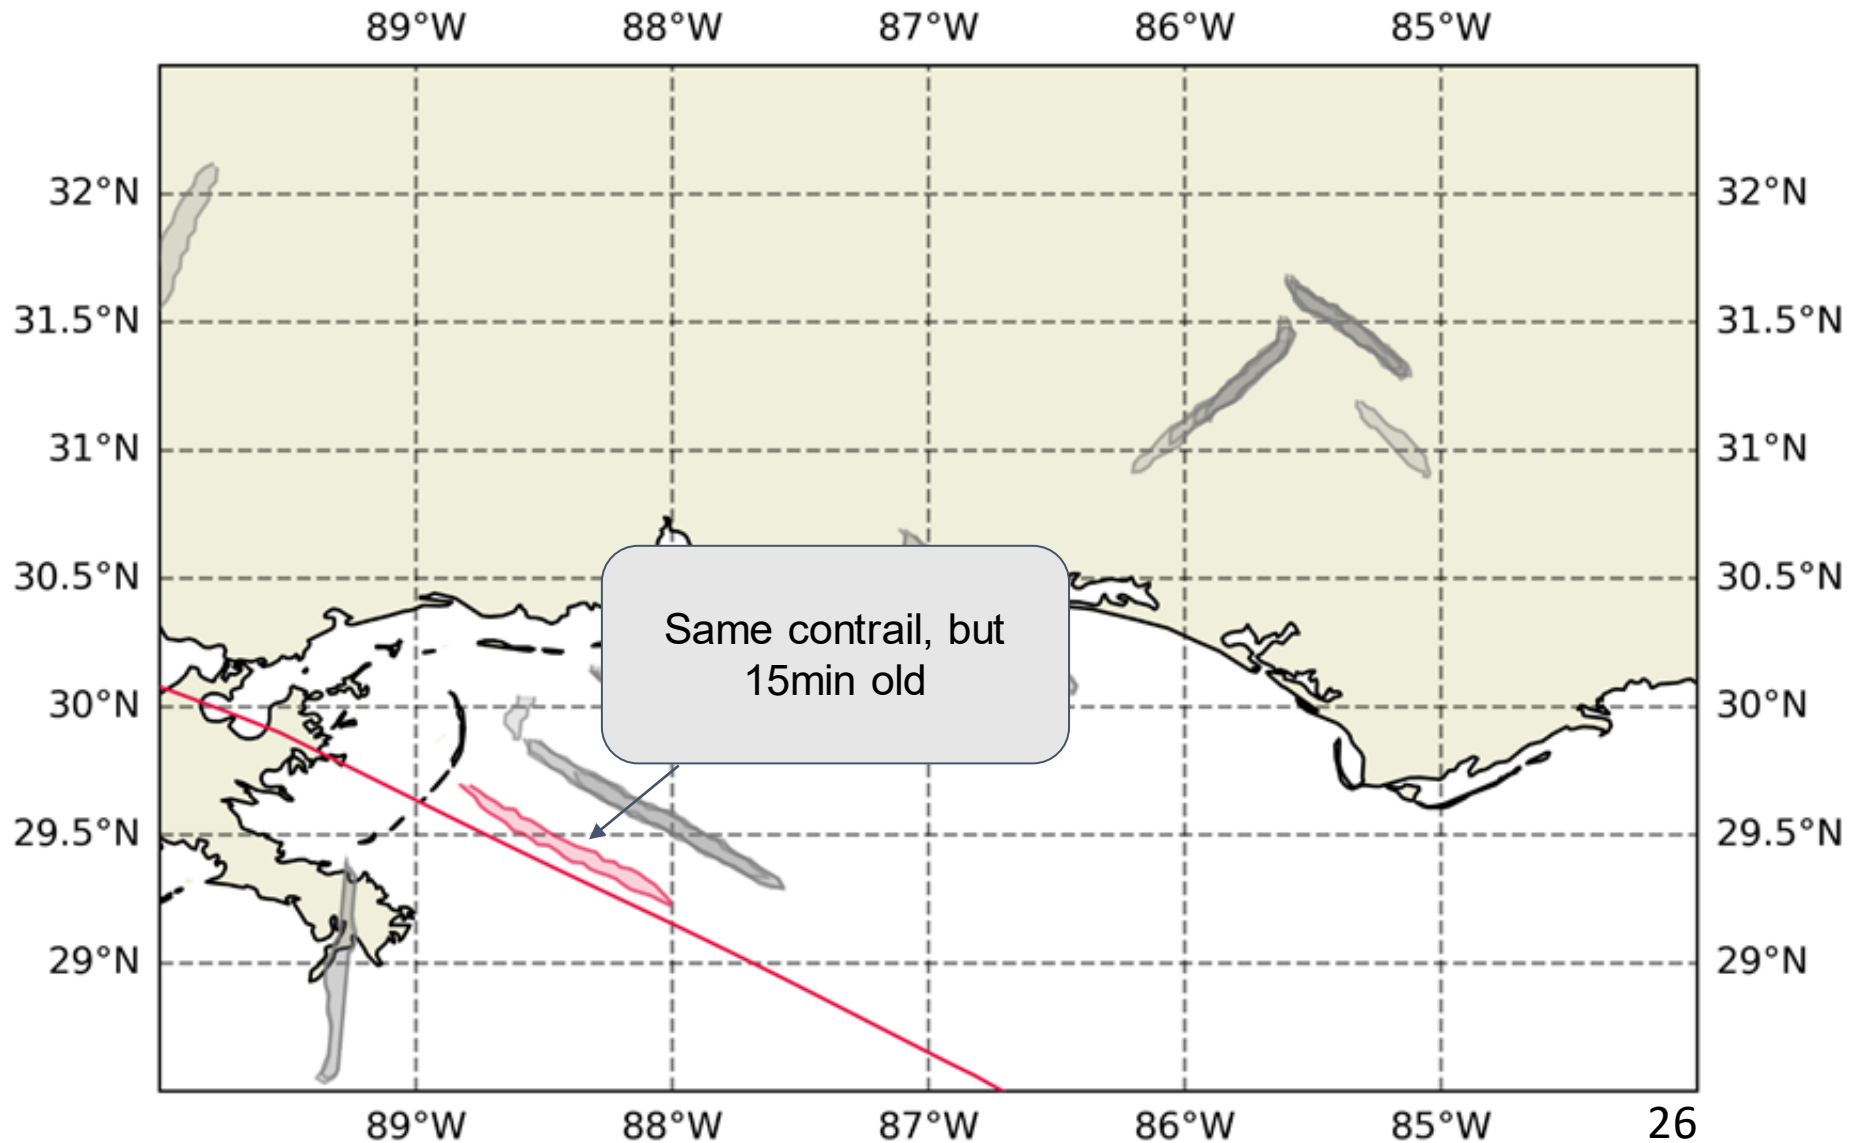 89°W 88°W 87°W 86°W 85°W
32°N 32°N
31.5°N 31.5°N
31°N 31°N
30.5°N 30.5°N
Same contrail, but
15min old
30°N 30°N
29.5°N 29.5°N
29°N 29°N
89°W 88°W 87°W 86°W 85°W
26